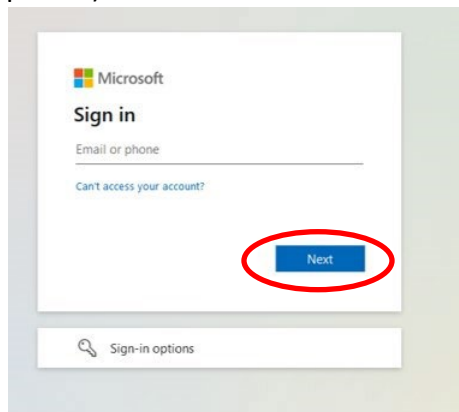 Microsoft
Sign in
Email or phone
Can't access your account?
Next
Sign-in options